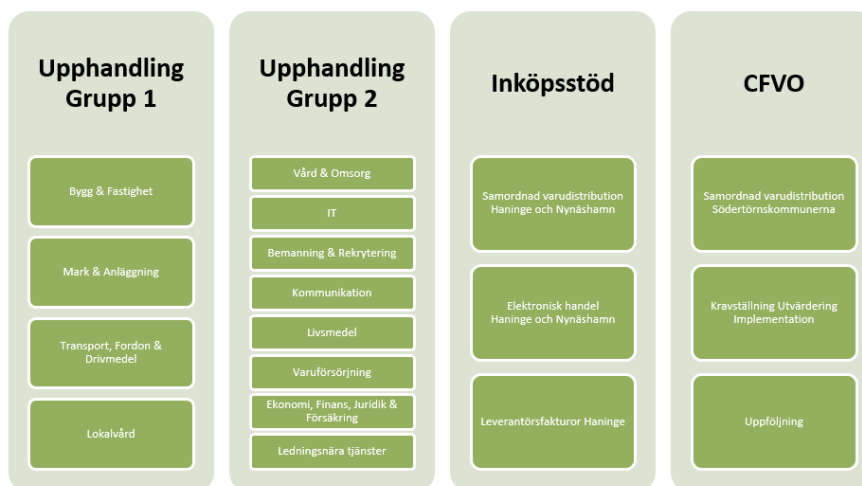 Upphandling
Grupp 1
Bygg & Fastighet
Mark & Anläggning
Transport, Fordon &
Drivmedel
Lokalvård
Upphandling
Grupp 2
Vård & Omsorg
IT
Bemanning & Rekrytering
Kommunikation
Livsmedel
Varuförsörjning
Ekonomi, Finans, Juridik &
Försäkring
Ledningsnära tjänster
Inköpsstöd
Samordnad varudistribution
Haninge och Nynäshamn
Elektronisk handel
Haninge och Nynäshamn
Leverantörsfakturor Haninge
CFVO
Samordnad varudistribution
Södertörnskommunerna
Kravställning Utvärdering
Implementation
Uppföljning